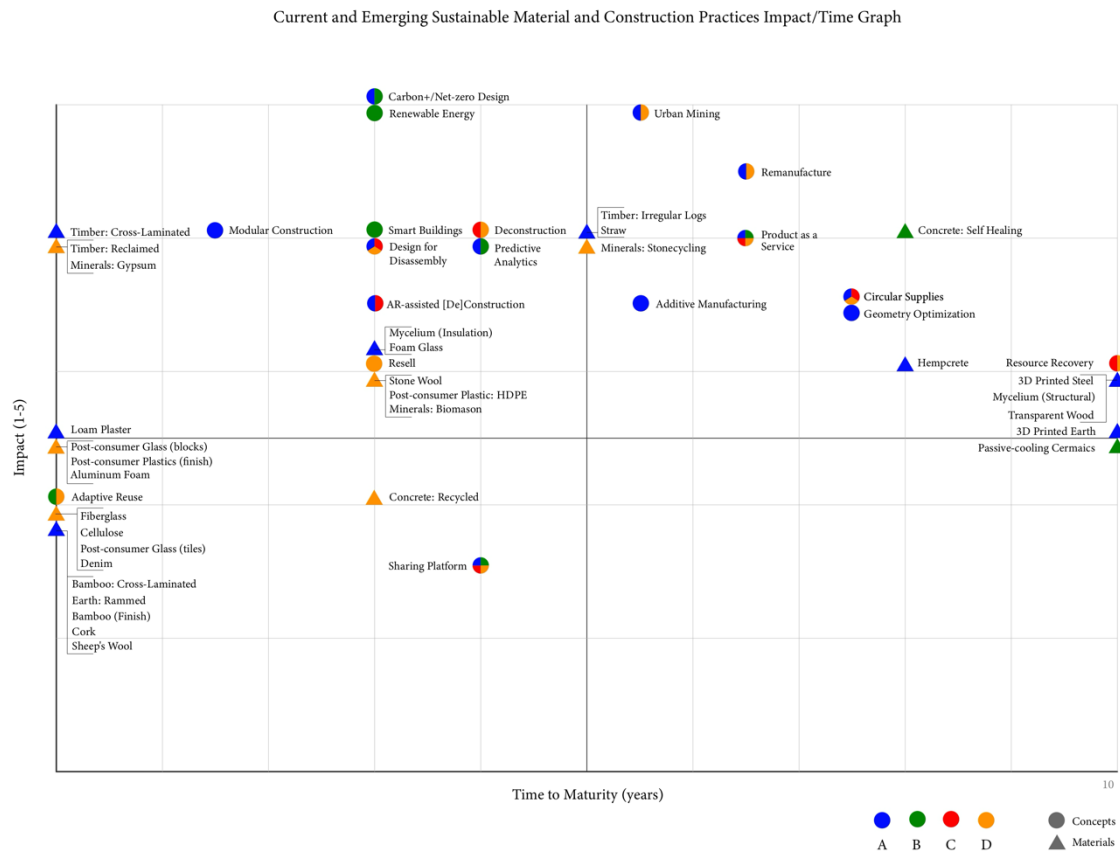 Current and Emerging Sustainable Material and Construction Practices Impact/Time Graph
Carbon+/Net-zero Design
Renewable Energy
Urban Mining
Remanufacture
Timber: Irregular Logs
Straw
Timber: Cross-Laminated
Modular Construction
Smart Buildings
Deconstruction
Product as a
Service
Concrete: Self Healing
Timber: Reclaimed
Minerals: Gypsum
Design for
Disassembly
Predictive
Analytics
Minerals: Stonecycling
AR-assisted [De]Construction
Additive Manufacturing
Circular Supplies
Geometry Optimization
Mycelium (Insulation)
Foam Glass
Resell
Stone Wool
Post-consumer Plastic: HDPE
Minerals: Biomason
Hempcrete
Resource Recovery
3D Printed Steel
Mycelium (Structural)
Transparent Wood
3D Printed Earth
Passive-cooling Cermaics
Impact (1-5)
Loam Plaster
Post-consumer Glass (blocks)
Post-consumer Plastics (finish)
Aluminum Foam
Adaptive Reuse
Concrete: Recycled
Fiberglass
Cellulose
Post-consumer Glass (tiles)
Denim
Sharing Platform
Bamboo: Cross-Laminated
Earth: Rammed
Bamboo (Finish)
Cork
Sheep's Wool
10
Time to Maturity (years)
A B C D
Concepts
Materials